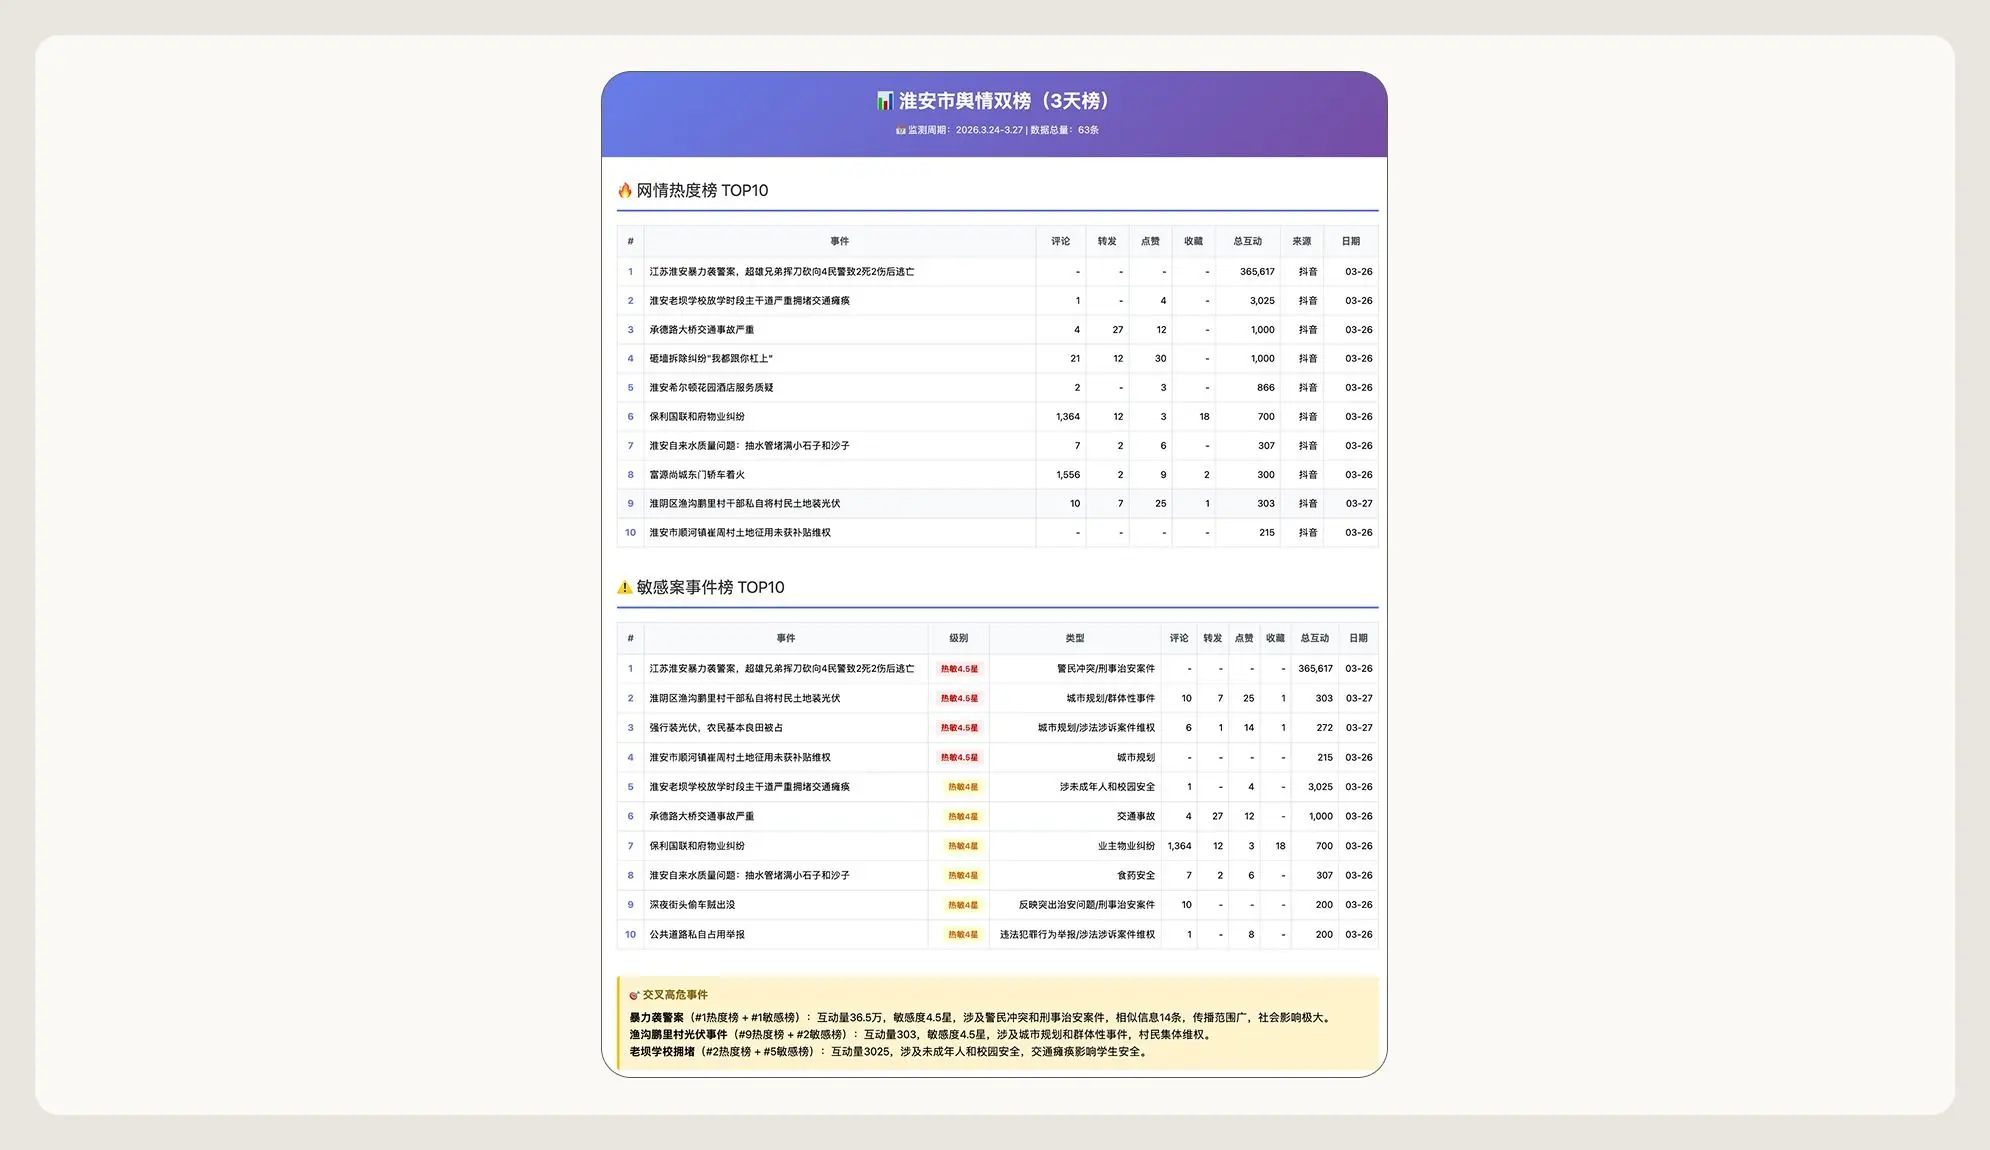 📊 淮安市舆情双榜（3天榜）
📅 监测周期：2026.3.24-3.27 | 数据总量：63条
🔥 网情热度榜 TOP10
# 事件 评论 转发 点赞 收藏 总互动 来源 日期
1 江苏淮安暴力袭警案，超雄兄弟挥刀砍向4民警致2死2伤后逃亡 - - - - 365,617 抖音 03-26
2 淮安老坝学校放学时段主干道严重拥堵交通瘫痪 1 - 4 - 3,025 抖音 03-26
3 承德路大桥交通事故严重 4 27 12 - 1,000 抖音 03-26
4 砸墙拆除纠纷"我都跟你杠上" 21 12 30 - 1,000 抖音 03-26
5 淮安希尔顿花园酒店服务质疑 2 - 3 - 866 抖音 03-26
6 保利国联和府物业纠纷 1,364 12 3 18 700 抖音 03-26
7 淮安自来水质量问题：抽水管堵满小石子和沙子 7 2 6 - 307 抖音 03-26
8 富源尚城东门轿车着火 1,556 2 9 2 300 抖音 03-26
9 淮阴区渔沟鹏里村干部私自将村民土地装光伏 10 7 25 1 303 抖音 03-27
10 淮安市顺河镇崔周村土地征用未获补贴维权 - - - - 215 抖音 03-26
⚠️ 敏感案事件榜 TOP10
# 事件 级别 类型 评论 转发 点赞 收藏 总互动 日期
1 江苏淮安暴力袭警案，超雄兄弟挥刀砍向4民警致2死2伤后逃亡 热敏4.5星 警民冲突/刑事治安案件 - - - - 365,617 03-26
2 淮阴区渔沟鹏里村干部私自将村民土地装光伏 热敏4.5星 城市规划/群体性事件 10 7 25 1 303 03-27
3 强行装光伏，农民基本良田被占 热敏4.5星 城市规划/涉法涉诉案件维权 6 1 14 1 272 03-27
4 淮安市顺河镇崔周村土地征用未获补贴维权 热敏4.5星 城市规划 - - - - 215 03-26
5 淮安老坝学校放学时段主干道严重拥堵交通瘫痪 热敏4星 涉未成年人和校园安全 1 - 4 - 3,025 03-26
6 承德路大桥交通事故严重 热敏4星 交通事故 4 27 12 - 1,000 03-26
7 保利国联和府物业纠纷 热敏4星 业主物业纠纷 1,364 12 3 18 700 03-26
8 淮安自来水质量问题：抽水管堵满小石子和沙子 热敏4星 食药安全 7 2 6 - 307 03-26
9 深夜街头偷车贼出没 热敏4星 反映突出治安问题/刑事治安案件 10 - - - 200 03-26
10 公共道路私自占用举报 热敏4星 违法犯罪行为举报/涉法涉诉案件维权 1 - 8 - 200 03-26
🎯 交叉高危事件
暴力袭警案（#1热度榜 + #1敏感榜）：互动量36.5万，敏感度4.5星，涉及警民冲突和刑事治安案件，相似信息14条，传播范围广，社会影响极大。
渔沟鹏里村光伏事件（#9热度榜 + #2敏感榜）：互动量303，敏感度4.5星，涉及城市规划和群体性事件，村民集体维权。
老坝学校拥堵（#2热度榜 + #5敏感榜）：互动量3025，涉及未成年人和校园安全，交通瘫痪影响学生安全。